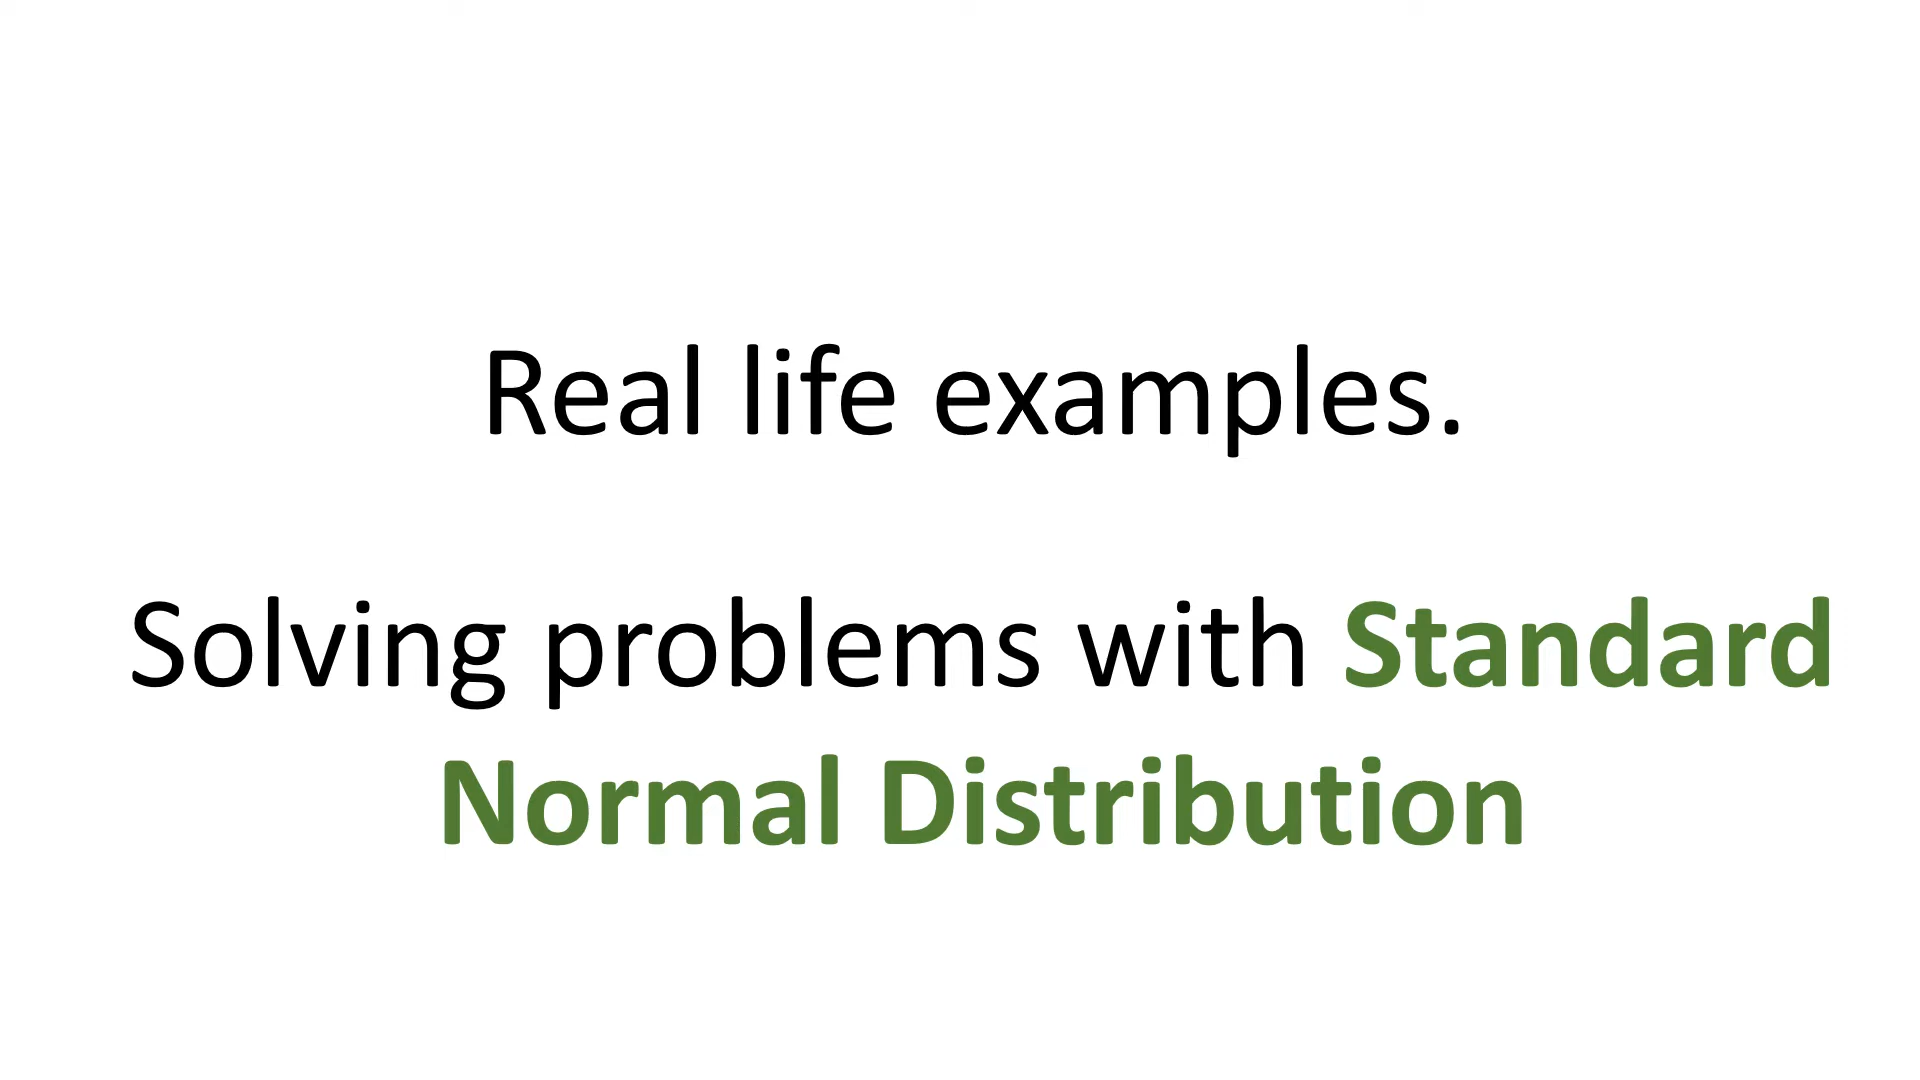 Real life examples.
Solving problems with Standard
Normal Distribution